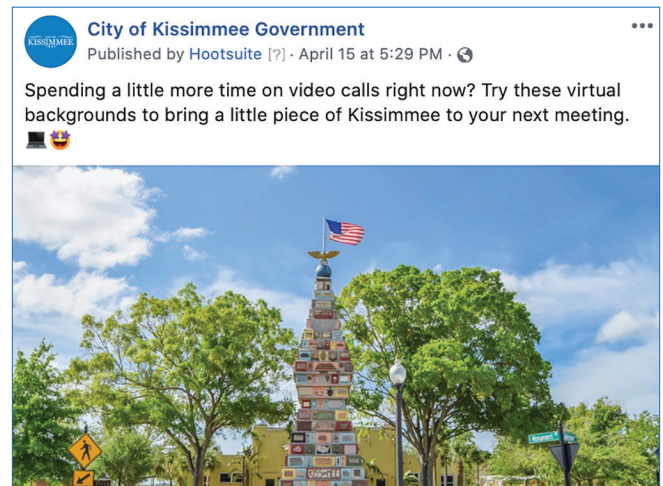 KISSIMMEE
City of Kissimmee Government
Published by Hootsuite [?] · April 15 at 5:29 PM ·
Spending a little more time on video calls right now? Try these virtual
backgrounds to bring a little piece of Kissimmee to your next meeting.
Monument